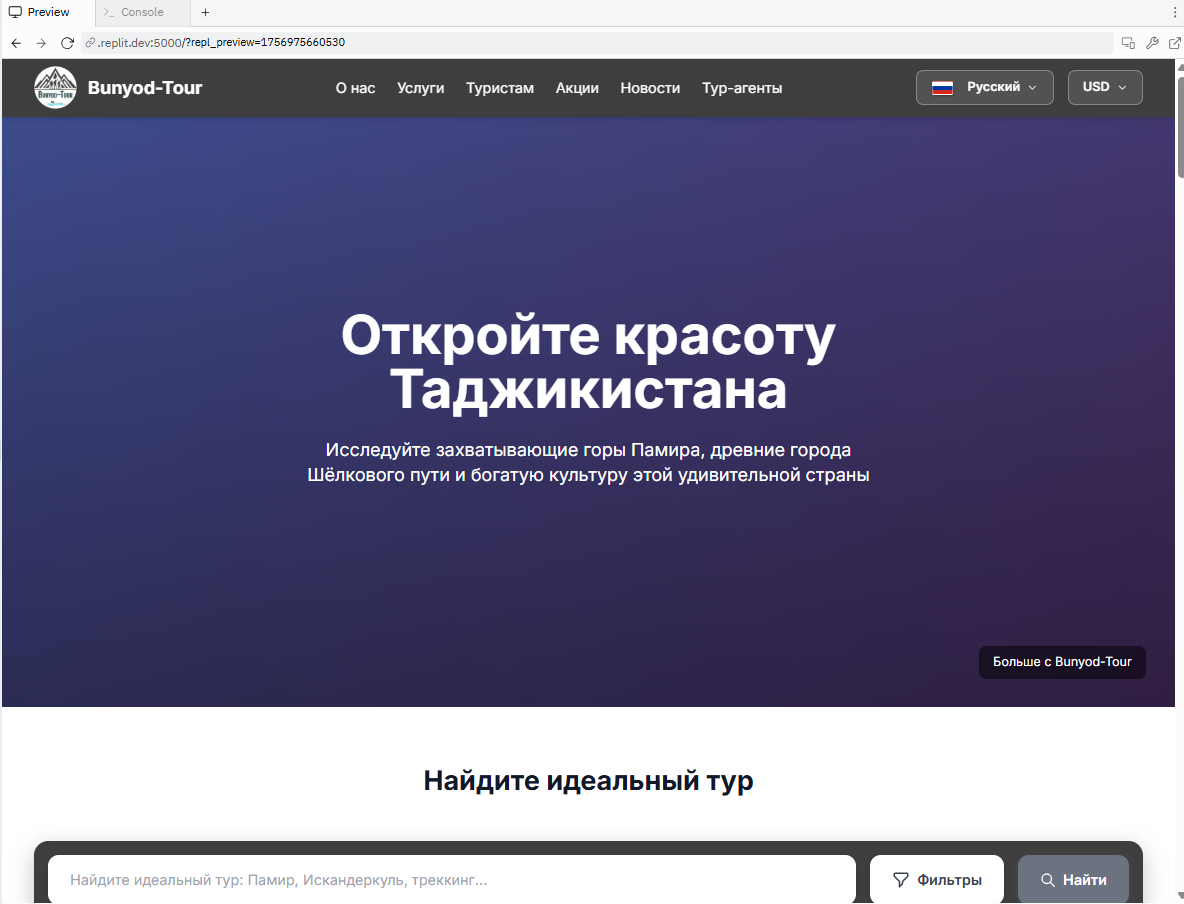 Preview
Console
.replit.dev:5000/?repl_preview=1756975660530
BUNYOD-TOUR
Bunyod-Tour
О нас
Услуги
Туристам
Акции
Новости
Тур-агенты
Русский
USD
Откройте красоту
Таджикистана
Исследуйте захватывающие горы Памира, древние города
Шёлкового пути и богатую культуру этой удивительной страны
Больше с Bunyod-Tour
Найдите идеальный тур
Найдите идеальный тур: Памир, Искандеркуль, треккинг...
Фильтры
Найти